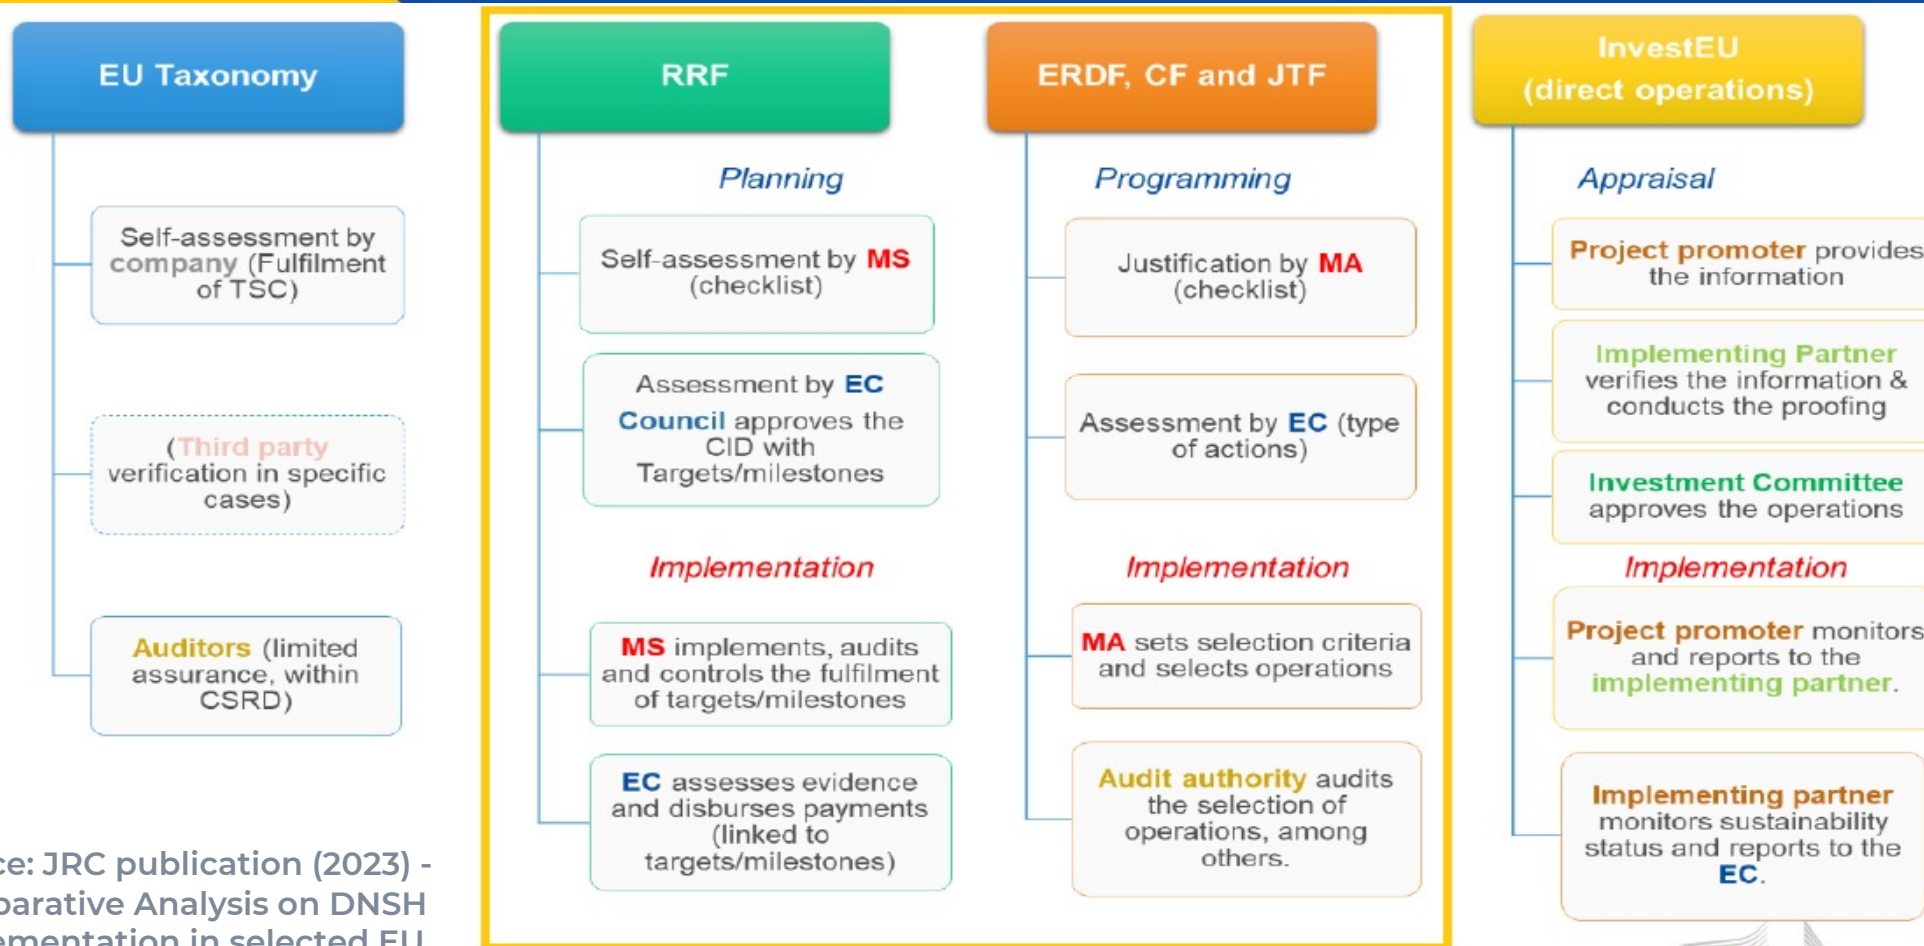 EU Taxonomy
Self-assessment by
company (Fulfilment
of TSC)
(Third party
verification in specific
cases)
Auditors (limited
assurance, within
CSRD)
RRF
Planning
Self-assessment by MS
(checklist)
Assessment by EC
Council approves the
CID with
Targets/milestones
Implementation
MS implements, audits
and controls the fulfilment
of targets/milestones
EC assesses evidence
and disburses payments
(linked to
targets/milestones)
ERDF, CF and JTF
Programming
Justification by MA
(checklist)
Assessment by EC (type
of actions)
Implementation
MA sets selection criteria
and selects operations
Audit authority audits
the selection of
operations, among
others.
InvestEU
(direct operations)
Appraisal
Project promoter provides
the information
Implementing Partner
verifies the information &
conducts the proofing
Investment Committee
approves the operations
Implementation
Project promoter monitors
and reports to the
implementing partner.
Implementing partner
monitors sustainability
status and reports to the
EC.
ce: JRC publication (2023) -
parative Analysis on DNSH
ementation in selected EU